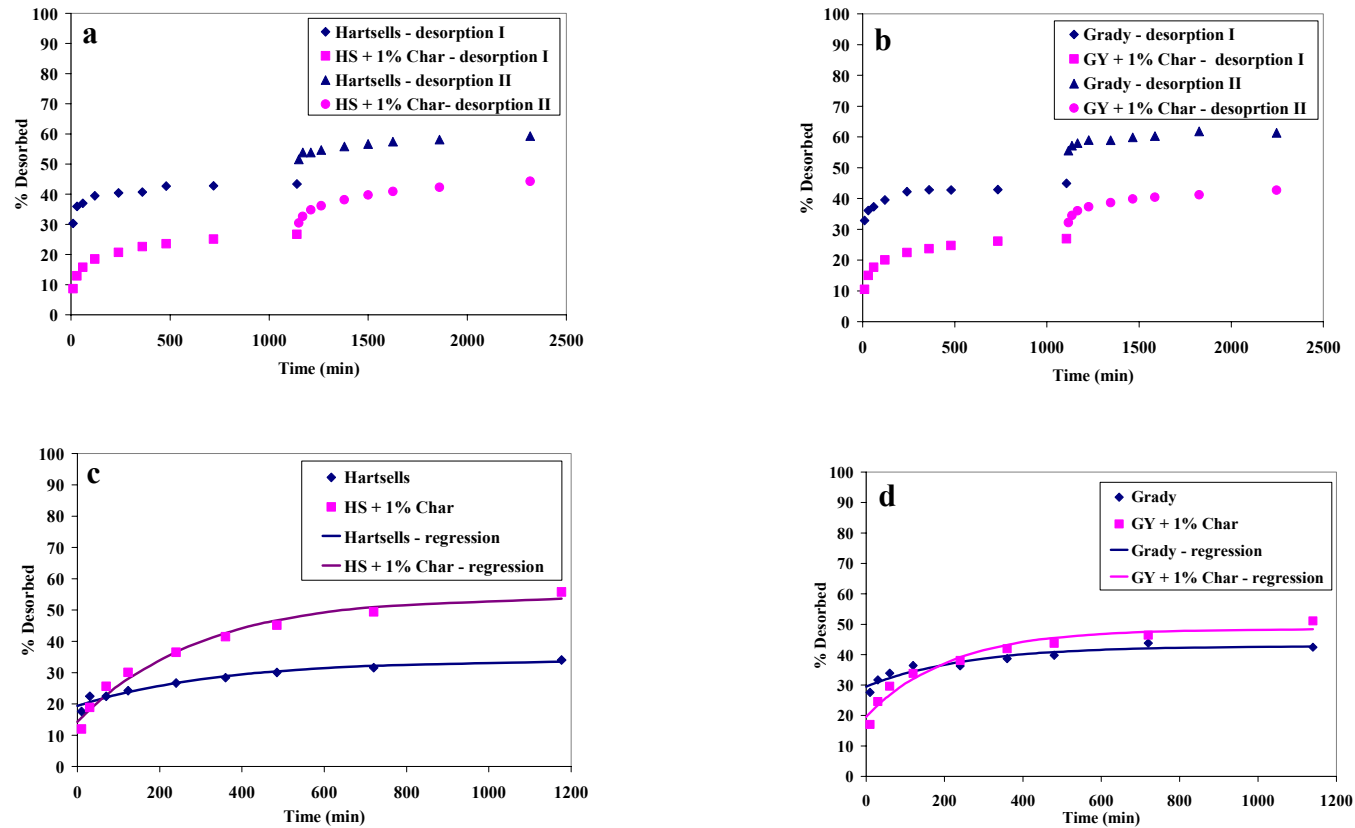 a
Hartsells - desorption I
HS + 1% Char - desorption I
Hartsells - desorption II
HS + 1% Char- desorption II
100
90
80
70
60
50
40
30
20
10
0
% Desorbed
0 500 1000 1500 2000 2500
Time (min)
b
Grady - desorption I
GY + 1% Char -  desorption I
Grady - desorption II
GY + 1% Char - desoprtion II
100
90
80
70
60
50
40
30
20
10
0
% Desorbed
0 500 1000 1500 2000 2500
Time (min)
c
Hartsells
HS + 1% Char
Hartsells - regression
HS + 1% Char - regression
100
90
80
70
60
50
40
30
20
10
0
% Desorbed
0 200 400 600 800 1000 1200
Time (min)
d
Grady
GY + 1% Char
Grady - regression
GY + 1% Char - regression
100
90
80
70
60
50
40
30
20
10
0
% Desorbed
0 200 400 600 800 1000 1200
Time (min)